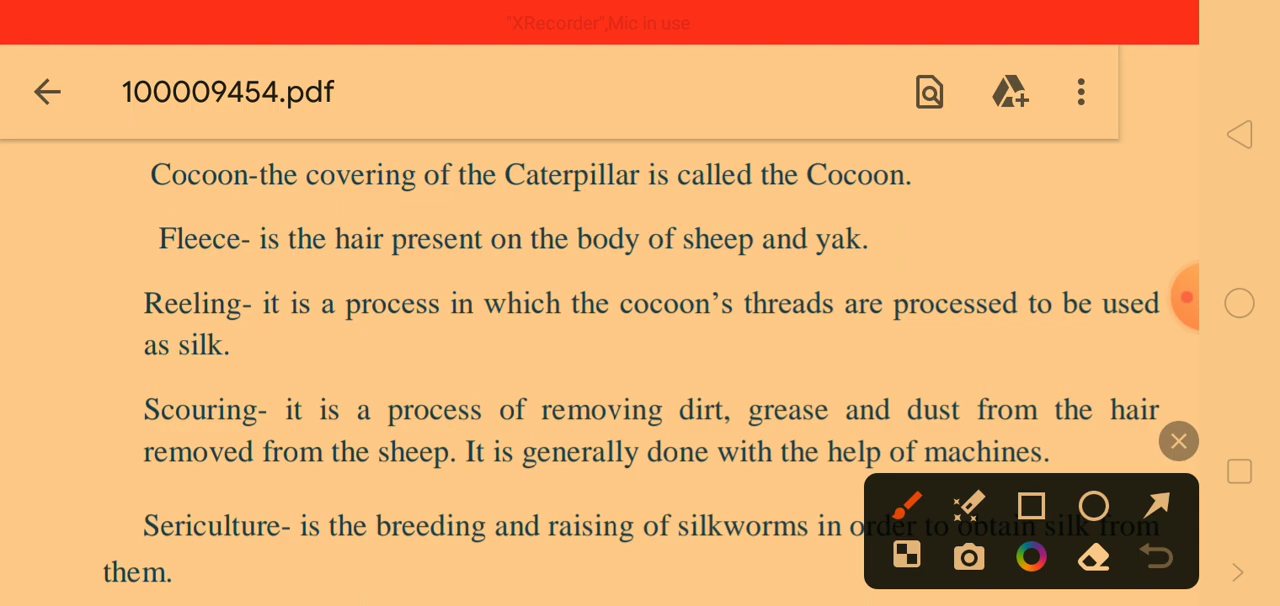 "XRecorder",Mic in use
100009454.pdf
Cocoon-the covering of the Caterpillar is called the Cocoon.
Fleece- is the hair present on the body of sheep and yak.
Reeling- it is a process in which the cocoon’s threads are processed to be used
as silk.
Scouring- it is a process of removing dirt, grease and dust from the hair
removed from the sheep. It is generally done with the help of machines.
Sericulture- is the breeding and raising of silkworms in order to obtain silk from
them.